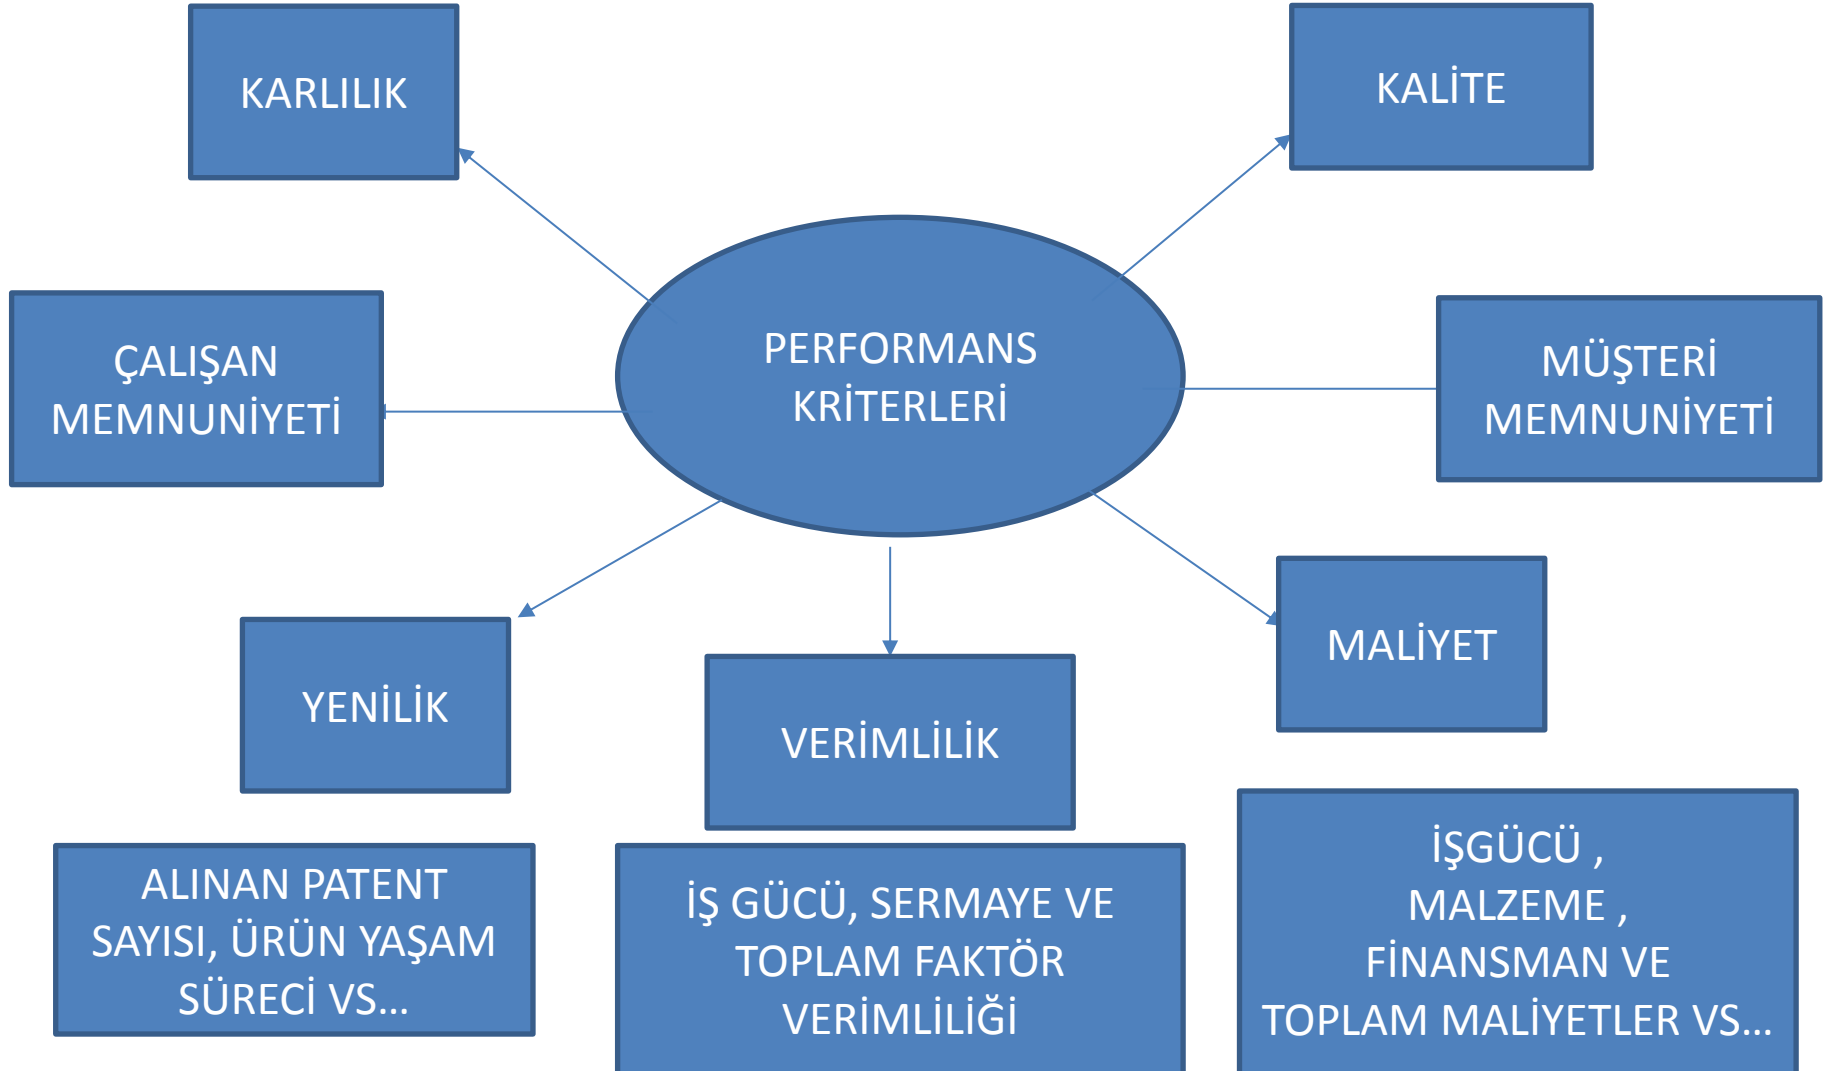 KARLILIK
KALİTE
PERFORMANS
KRİTERLERİ
ÇALIŞAN
MEMNUNİYETİ
MÜŞTERİ
MEMNUNİYETİ
YENİLİK
VERİMLİLİK
MALİYET
ALINAN PATENT
SAYISI, ÜRÜN YAŞAM
SÜRECİ VS...
İŞ GÜCÜ, SERMAYE VE
TOPLAM FAKTÖR
VERİMLİLİĞİ
İŞGÜCÜ ,
MALZEME ,
FİNANSMAN VE
TOPLAM MALİYETLER VS...